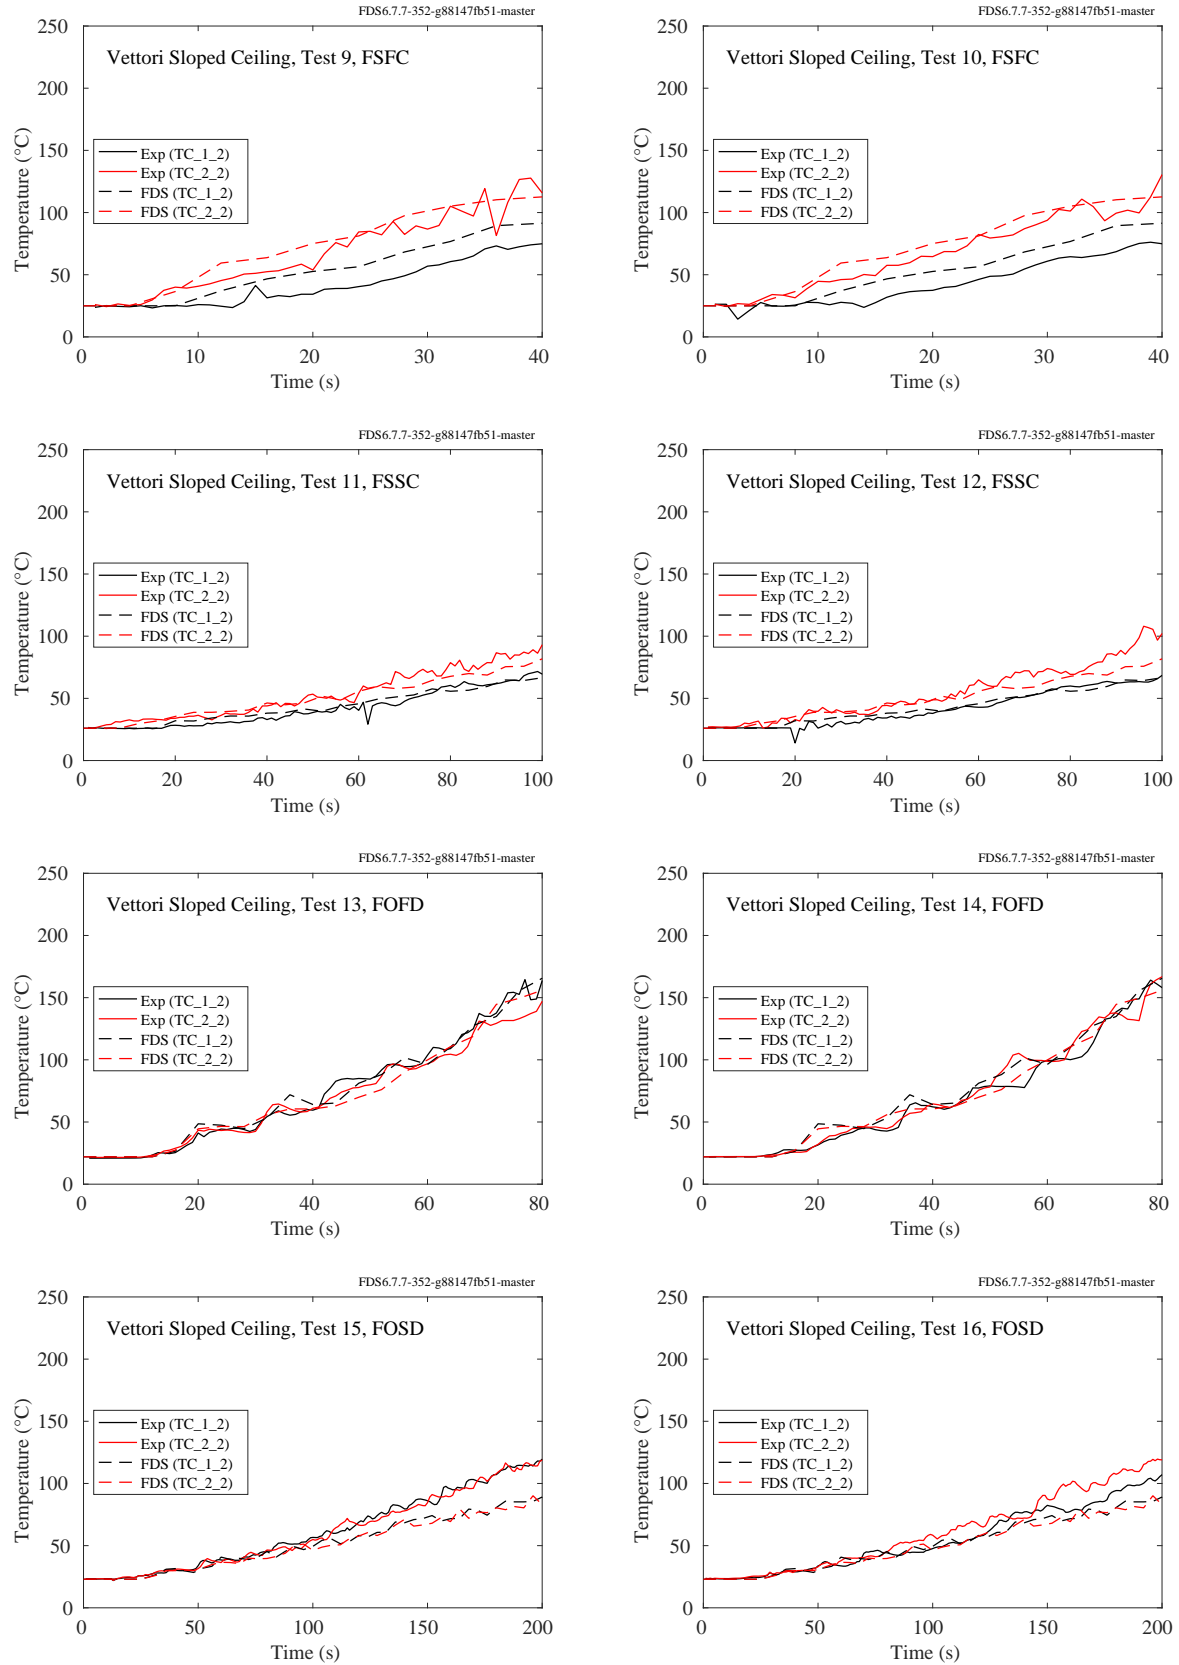 FDS6.7.7-352-g88147fb51-master
Vettori Sloped Ceiling, Test 9, FSFC
Temperature (°C)
250
200
150
100
50
0
Exp (TC_1_2)
Exp (TC_2_2)
FDS (TC_1_2)
FDS (TC_2_2)
0 10 20 30 40
Time (s)
FDS6.7.7-352-g88147fb51-master
Vettori Sloped Ceiling, Test 10, FSFC
Temperature (°C)
250
200
150
100
50
0
Exp (TC_1_2)
Exp (TC_2_2)
FDS (TC_1_2)
FDS (TC_2_2)
0 10 20 30 40
Time (s)
FDS6.7.7-352-g88147fb51-master
Vettori Sloped Ceiling, Test 11, FSSC
Temperature (°C)
250
200
150
100
50
0
Exp (TC_1_2)
Exp (TC_2_2)
FDS (TC_1_2)
FDS (TC_2_2)
0 20 40 60 80 100
Time (s)
FDS6.7.7-352-g88147fb51-master
Vettori Sloped Ceiling, Test 12, FSSC
Temperature (°C)
250
200
150
100
50
0
Exp (TC_1_2)
Exp (TC_2_2)
FDS (TC_1_2)
FDS (TC_2_2)
0 20 40 60 80 100
Time (s)
FDS6.7.7-352-g88147fb51-master
Vettori Sloped Ceiling, Test 13, FOFD
Temperature (°C)
250
200
150
100
50
0
Exp (TC_1_2)
Exp (TC_2_2)
FDS (TC_1_2)
FDS (TC_2_2)
0 20 40 60 80
Time (s)
FDS6.7.7-352-g88147fb51-master
Vettori Sloped Ceiling, Test 14, FOFD
Temperature (°C)
250
200
150
100
50
0
Exp (TC_1_2)
Exp (TC_2_2)
FDS (TC_1_2)
FDS (TC_2_2)
0 20 40 60 80
Time (s)
FDS6.7.7-352-g88147fb51-master
Vettori Sloped Ceiling, Test 15, FOSD
Temperature (°C)
250
200
150
100
50
0
Exp (TC_1_2)
Exp (TC_2_2)
FDS (TC_1_2)
FDS (TC_2_2)
0 50 100 150 200
Time (s)
FDS6.7.7-352-g88147fb51-master
Vettori Sloped Ceiling, Test 16, FOSD
Temperature (°C)
250
200
150
100
50
0
Exp (TC_1_2)
Exp (TC_2_2)
FDS (TC_1_2)
FDS (TC_2_2)
0 50 100 150 200
Time (s)